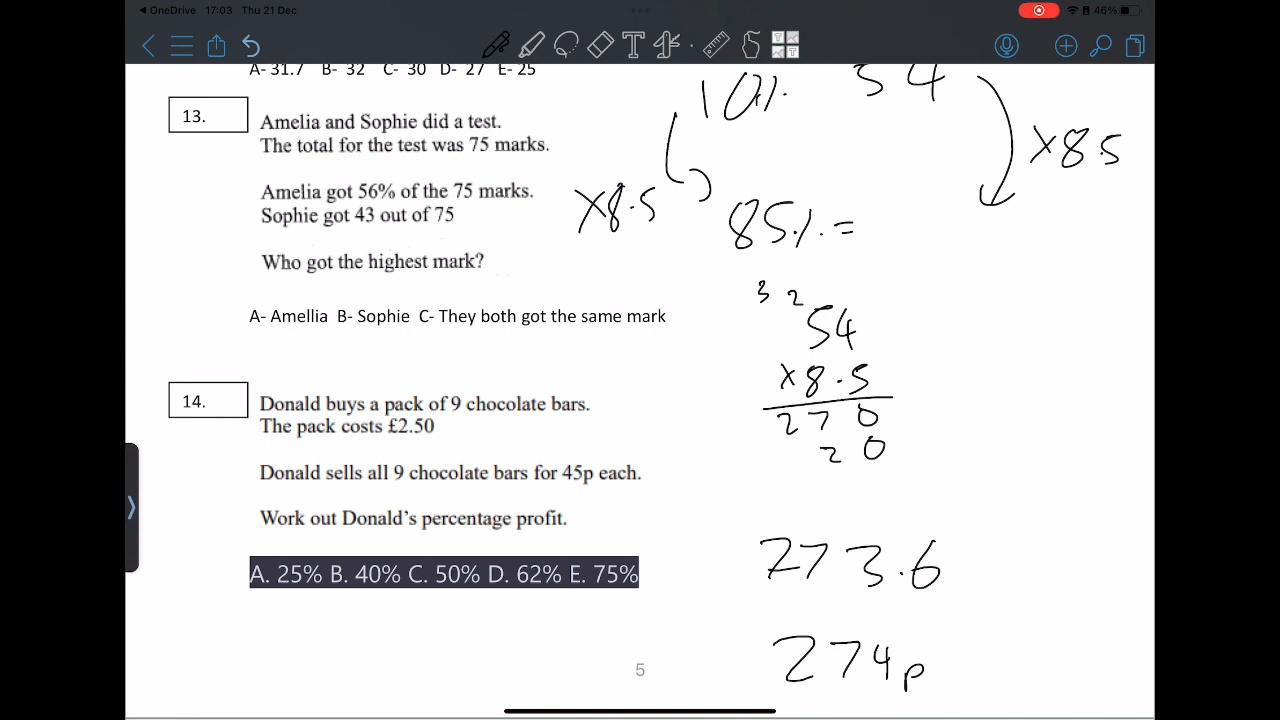 OneDrive 17:03 Thu 21 Dec
46%
A- 31.7 B- 32 C- 30 D- 27 E- 25
10%. 54
13.
Amelia and Sophie did a test.
The total for the test was 75 marks.
×8.5
Amelia got 56% of the 75 marks.
Sophie got 43 out of 75
×8.5
85% =
Who got the highest mark?
3 2
A- Amellia B- Sophie C- They both got the same mark
54
×8.5
14.
Donald buys a pack of 9 chocolate bars.
The pack costs £2.50
270
20
Donald sells all 9 chocolate bars for 45p each.
Work out Donald's percentage profit.
273.6
A. 25% B. 40% C. 50% D. 62% E. 75%
274p
5